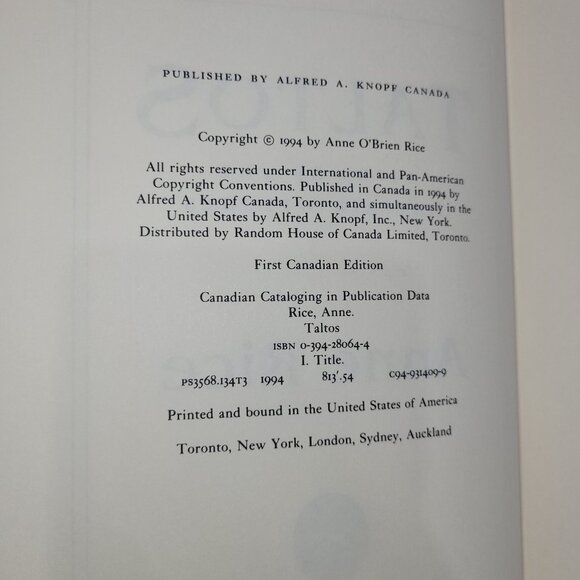 PUBLISHED BY ALFRED A. KNOPF CANADA
Copyright © 1994 by Anne O'Brien Rice
All rights reserved under International and Pan-American
Copyright Conventions. Published in Canada in 1994 by
Alfred A. Knopf Canada, Toronto, and simultaneously in the
United States by Alfred A. Knopf, Inc., New York.
Distributed by Random House of Canada Limited, Toronto.
First Canadian Edition
Canadian Cataloging in Publication Data
Rice, Anne.
Taltos
ISBN 0-394-28064-4
I. Title.
PS3568.134T3 1994 813'.54 C94-931409-9
Printed and bound in the United States of America
Toronto, New York, London, Sydney, Auckland